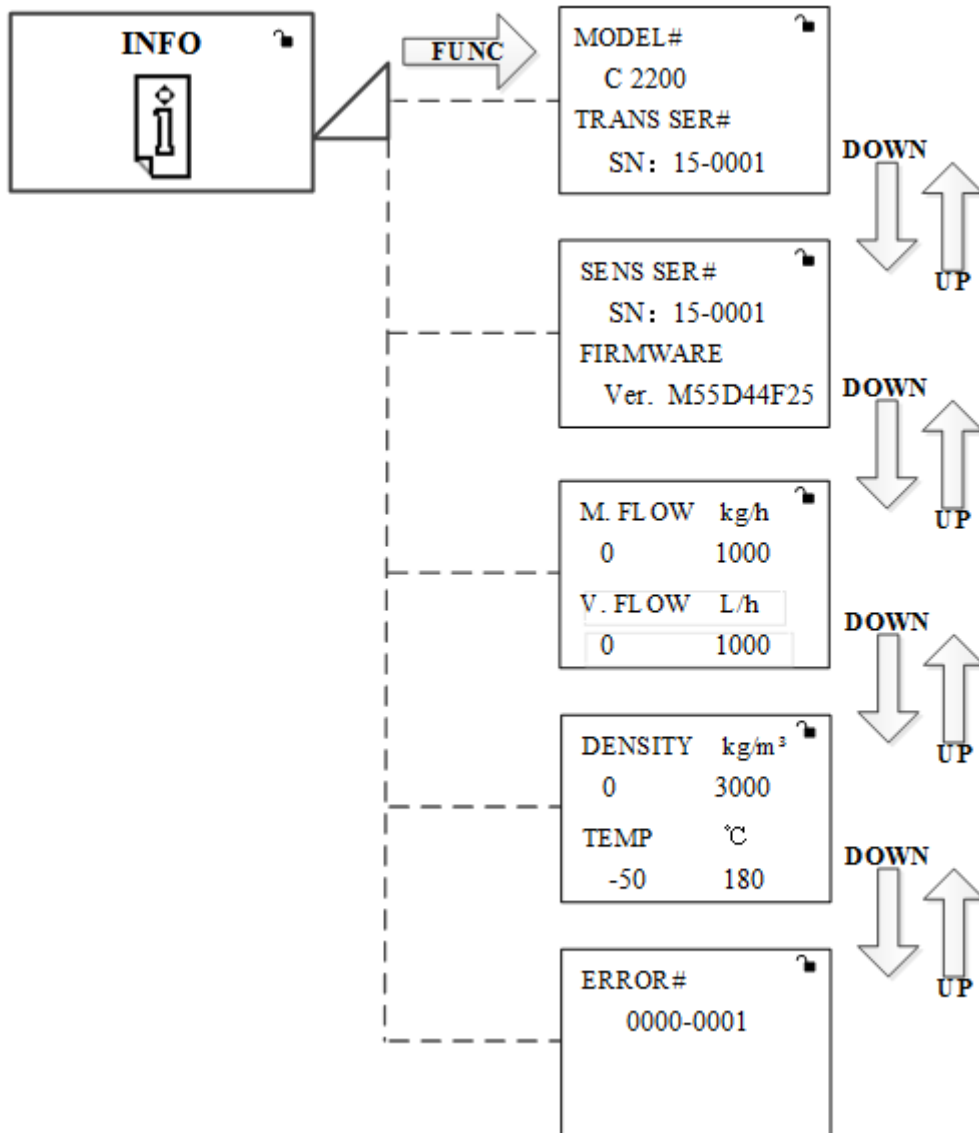 INFO
FUNC
MODEL#
C 2200
TRANS SER#
SN: 15-0001
DOWN
UP
SENS SER#
SN: 15-0001
FIRMWARE
Ver. M55D44F25
DOWN
UP
M. FLOW kg/h
0 1000
V. FLOW L/h
0 1000
DOWN
UP
DENSITY kg/m³
0 3000
TEMP ℃
-50 180
DOWN
UP
ERROR#
0000-0001